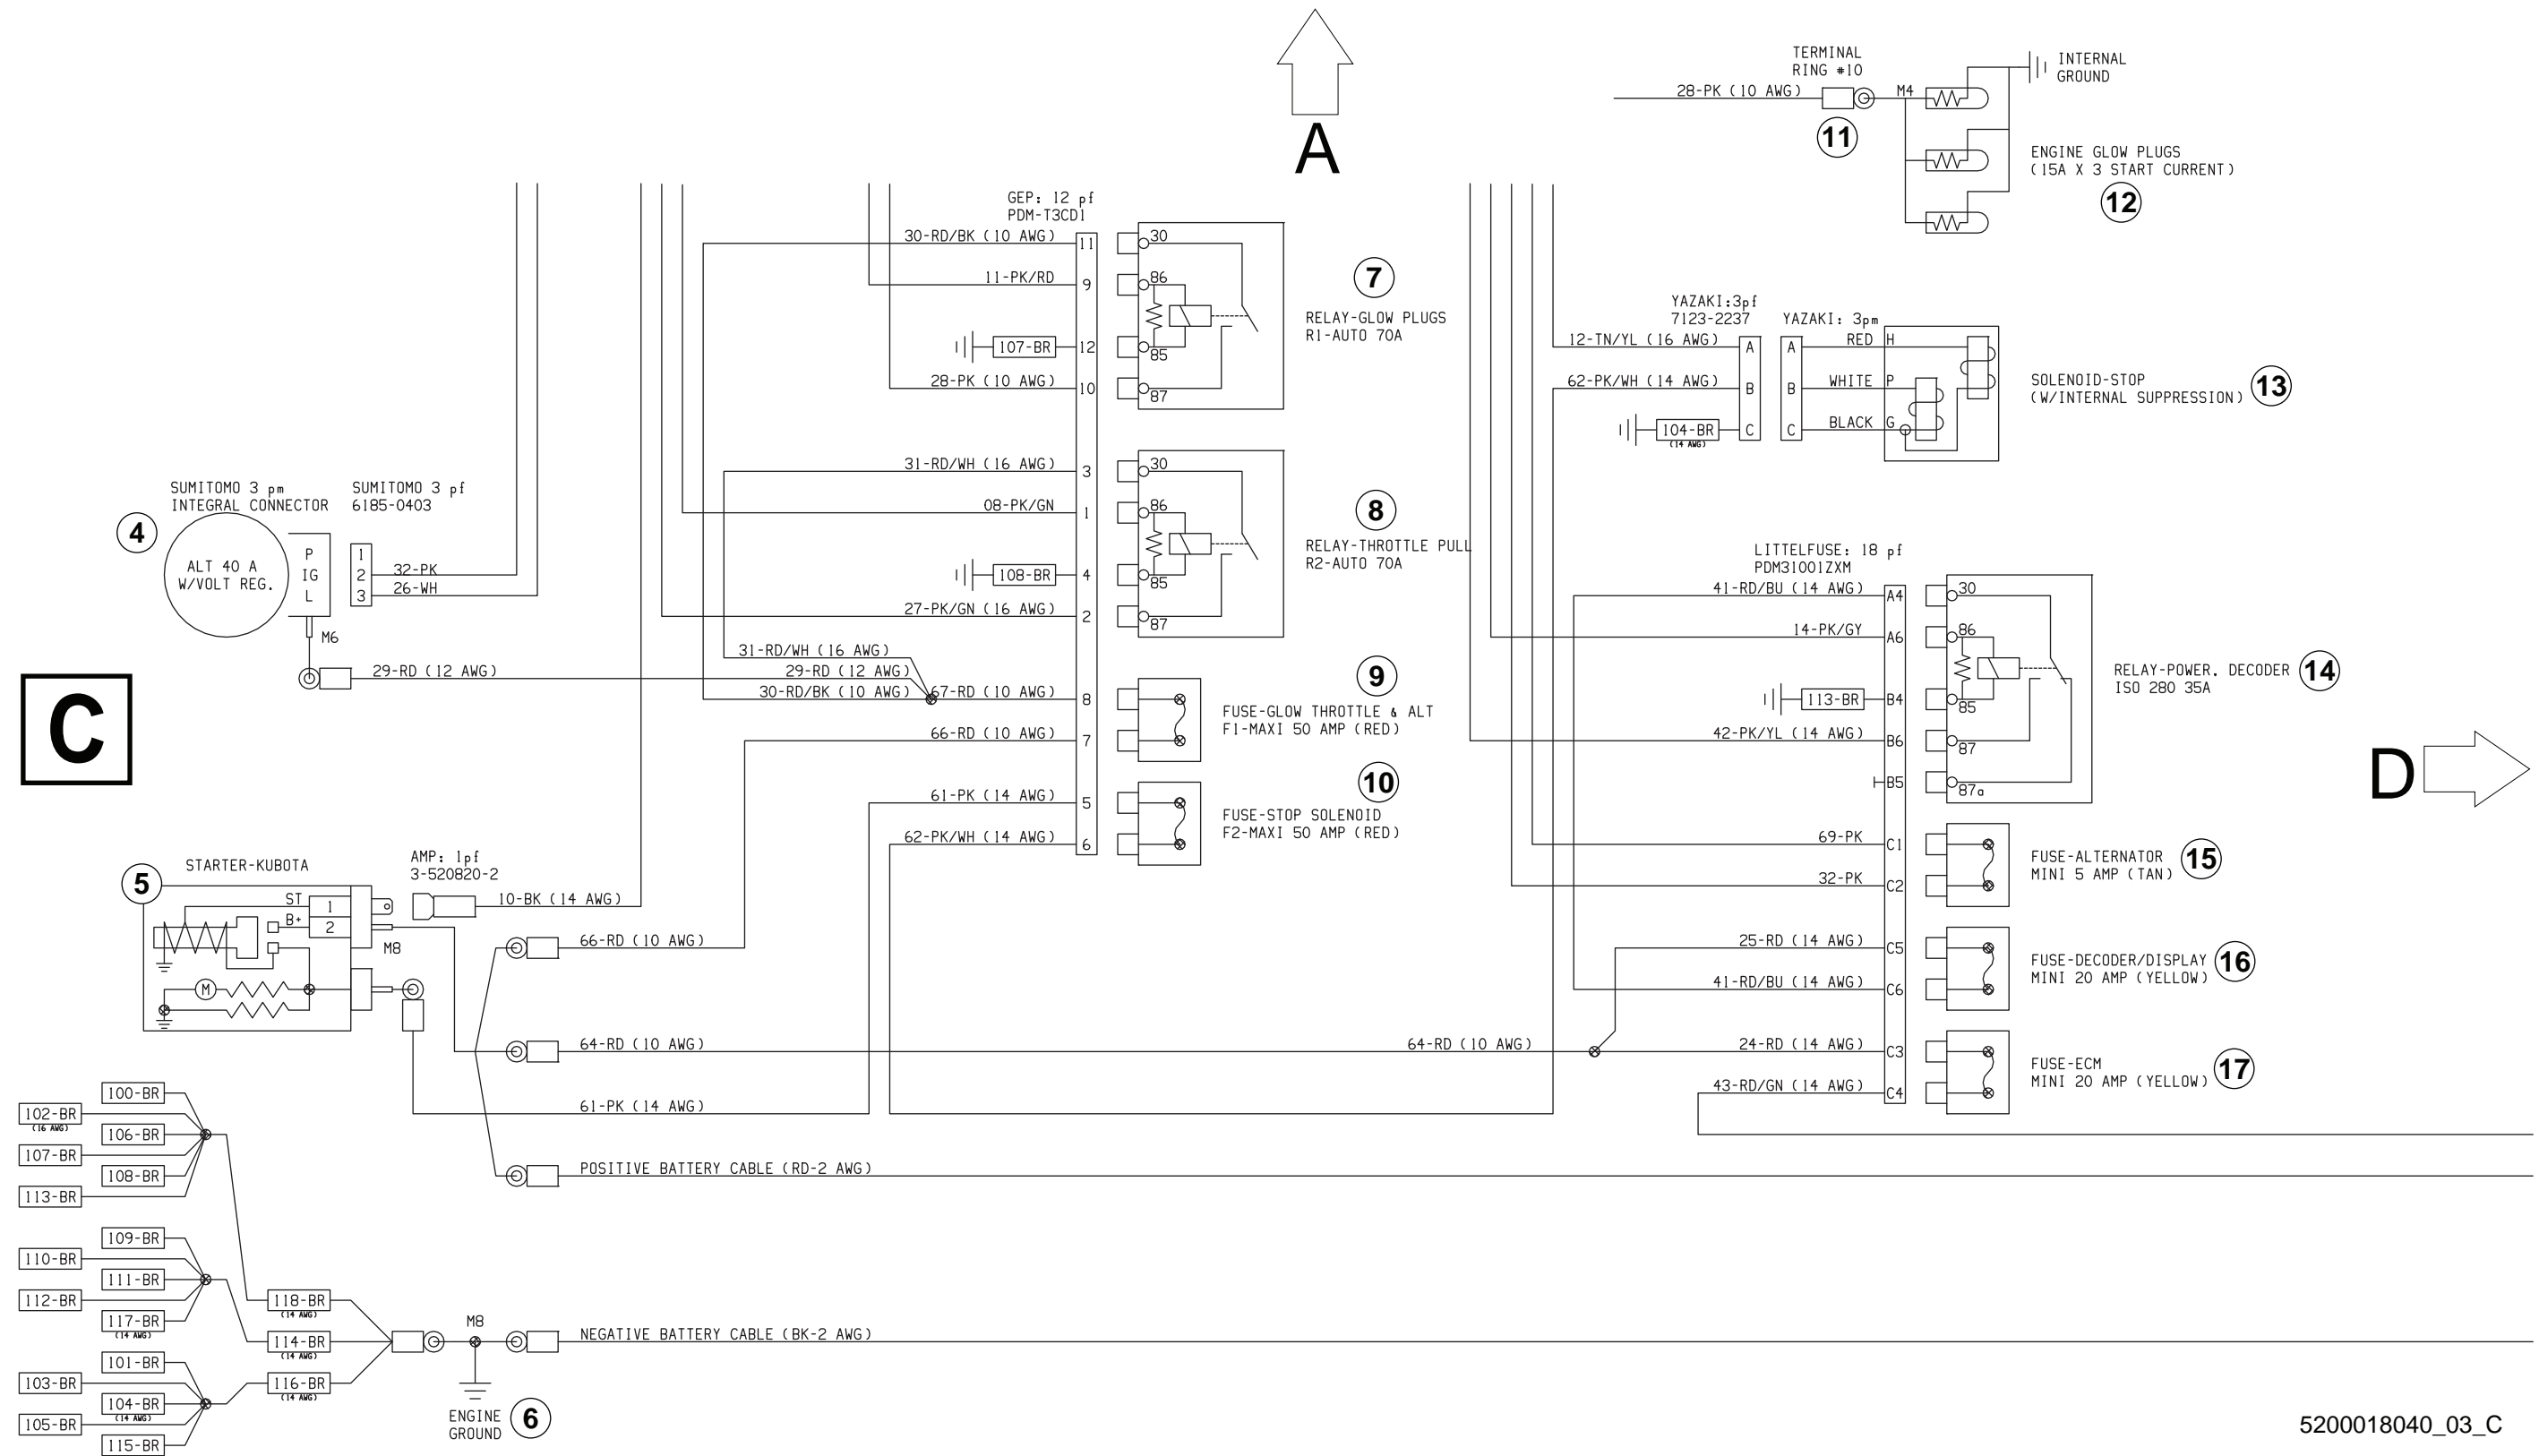 A
TERMINAL
RING #10
28-PK (10 AWG)
M4
INTERNAL
GROUND
11
ENGINE GLOW PLUGS
(15A X 3 START CURRENT)
12
GEP: 12 pf
PDM-T3CD1
30-RD/BK (10 AWG)
11
30
11-PK/RD
9
86
107-BR
12
85
28-PK (10 AWG)
10
87
7
RELAY-GLOW PLUGS
R1-AUTO 70A
31-RD/WH (16 AWG)
3
30
08-PK/GN
1
86
108-BR
4
85
27-PK/GN (16 AWG)
2
87
8
RELAY-THROTTLE PULL
R2-AUTO 70A
31-RD/WH (16 AWG)
29-RD (12 AWG)
30-RD/BK (10 AWG)
67-RD (10 AWG)
8
66-RD (10 AWG)
7
9
FUSE-GLOW THROTTLE & ALT
F1-MAXI 50 AMP (RED)
61-PK (14 AWG)
5
62-PK/WH (14 AWG)
6
10
FUSE-STOP SOLENOID
F2-MAXI 50 AMP (RED)
YAZAKI:3pf
7123-2237
YAZAKI: 3pm
12-TN/YL (16 AWG)
A
A
RED
H
62-PK/WH (14 AWG)
B
B
WHITE
P
104-BR
(14 AWG)
C
C
BLACK
G
SOLENOID-STOP
(W/INTERNAL SUPPRESSION)
13
SUMITOMO 3 pm
INTEGRAL CONNECTOR
SUMITOMO 3 pf
6185-0403
4
ALT 40 A
W/VOLT REG.
P
IG
L
1
2
3
32-PK
26-WH
M6
29-RD (12 AWG)
C
LITTELFUSE: 18 pf
PDM31001ZXM
41-RD/BU (14 AWG)
A4
30
14-PK/GY
A6
86
113-BR
B4
85
42-PK/YL (14 AWG)
B6
87
B5
87a
RELAY-POWER. DECODER
ISO 280 35A
14
D
69-PK
C1
32-PK
C2
FUSE-ALTERNATOR
MINI 5 AMP (TAN)
15
25-RD (14 AWG)
C5
41-RD/BU (14 AWG)
C6
FUSE-DECODER/DISPLAY
MINI 20 AMP (YELLOW)
16
64-RD (10 AWG)
24-RD (14 AWG)
C3
43-RD/GN (14 AWG)
C4
FUSE-ECM
MINI 20 AMP (YELLOW)
17
STARTER-KUBOTA
5
AMP: 1pf
3-520820-2
ST
1
B+
2
M8
M
10-BK (14 AWG)
66-RD (10 AWG)
64-RD (10 AWG)
61-PK (14 AWG)
POSITIVE BATTERY CABLE (RD-2 AWG)
100-BR
102-BR
(16 AWG)
106-BR
107-BR
108-BR
113-BR
109-BR
110-BR
111-BR
112-BR
117-BR
(14 AWG)
101-BR
103-BR
104-BR
(14 AWG)
105-BR
115-BR
118-BR
(14 AWG)
114-BR
(14 AWG)
116-BR
(14 AWG)
M8
NEGATIVE BATTERY CABLE (BK-2 AWG)
ENGINE
GROUND
6
5200018040_03_C